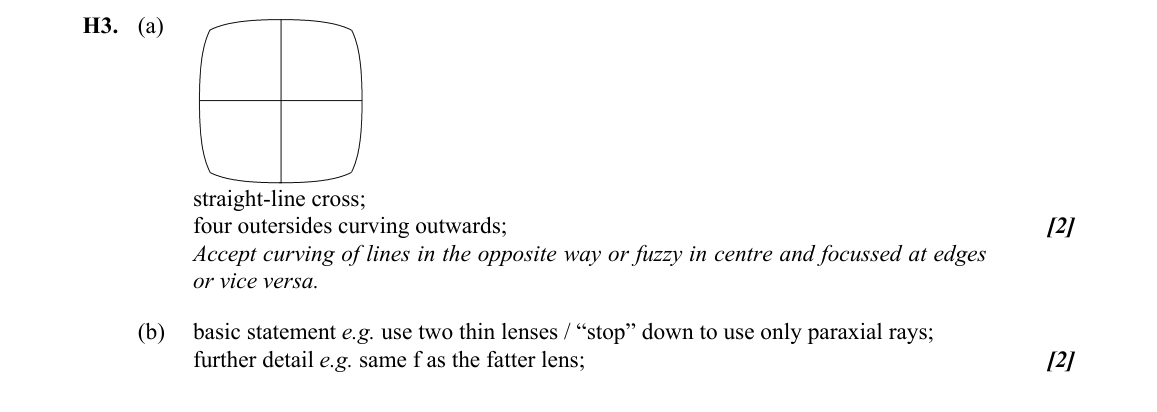 H3. (a)
straight-line cross;
four outersides curving outwards; [2]
Accept curving of lines in the opposite way or fuzzy in centre and focussed at edges
or vice versa.
(b) basic statement e.g. use two thin lenses / “stop” down to use only paraxial rays;
further detail e.g. same f as the fatter lens; [2]